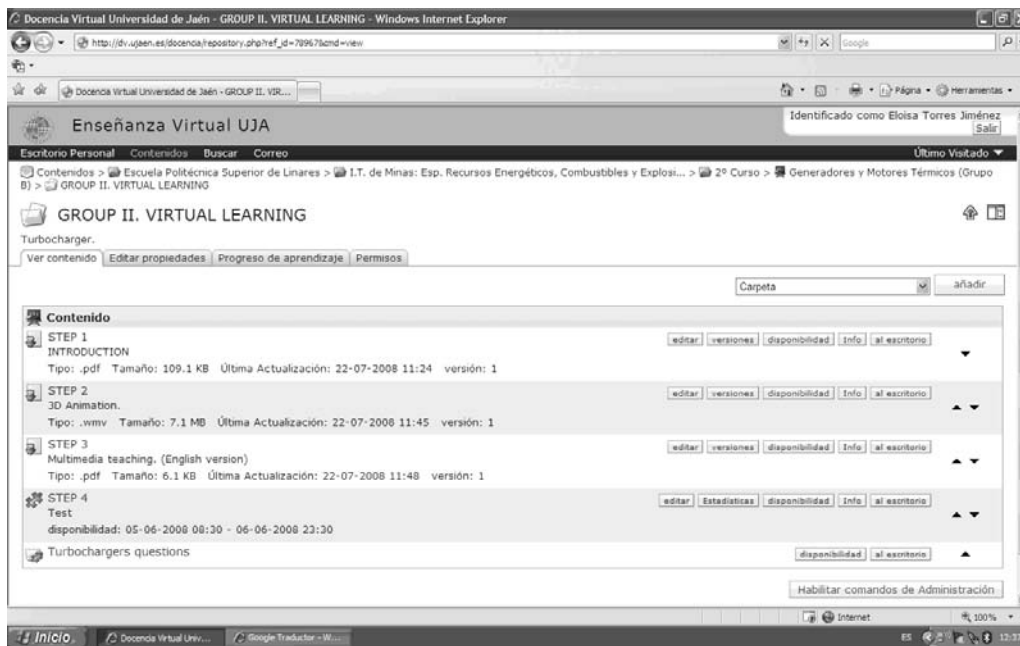 Docencia Virtual Universidad de Jaén - GROUP II. VIRTUAL LEARNING - Windows Internet Explorer
http://dv.ujaen.es/docencia/repository.php?ref_id=78967&cmd=view
Google
Docencia Virtual Universidad de Jaén - GROUP II. VIR...
Página
Herramientas
Identificado como Eloisa Torres Jiménez
Enseñanza Virtual UJA
Salir
Escritorio Personal Contenidos Buscar Correo Último Visitado
Contenidos > Escuela Politécnica Superior de Linares > I.T. de Minas: Esp. Recursos Energéticos, Combustibles y Explosi... > 2º Curso > Generadores y Motores Térmicos (Grupo
B) > GROUP II. VIRTUAL LEARNING
GROUP II. VIRTUAL LEARNING
Turbocharger.
Ver contenido Editar propiedades Progreso de aprendizaje Permisos
Carpeta añadir
Contenido
STEP 1 editar versiones disponibilidad Info al escritorio
INTRODUCTION
Tipo: .pdf Tamaño: 109.1 KB Última Actualización: 22-07-2008 11:24 versión: 1
STEP 2 editar versiones disponibilidad Info al escritorio
3D Animation.
Tipo: .wmv Tamaño: 7.1 MB Última Actualización: 22-07-2008 11:45 versión: 1
STEP 3 editar versiones disponibilidad Info al escritorio
Multimedia teaching. (English version)
Tipo: .pdf Tamaño: 6.1 KB Última Actualización: 22-07-2008 11:48 versión: 1
STEP 4 editar Estadísticas disponibilidad Info al escritorio
Test
disponibilidad: 05-06-2008 08:30 - 06-06-2008 23:30
Turbochargers questions disponibilidad al escritorio
Habilitar comandos de Administración
Internet 100%
Inicio Docencia Virtual Univ... Google Traductor - W... ES